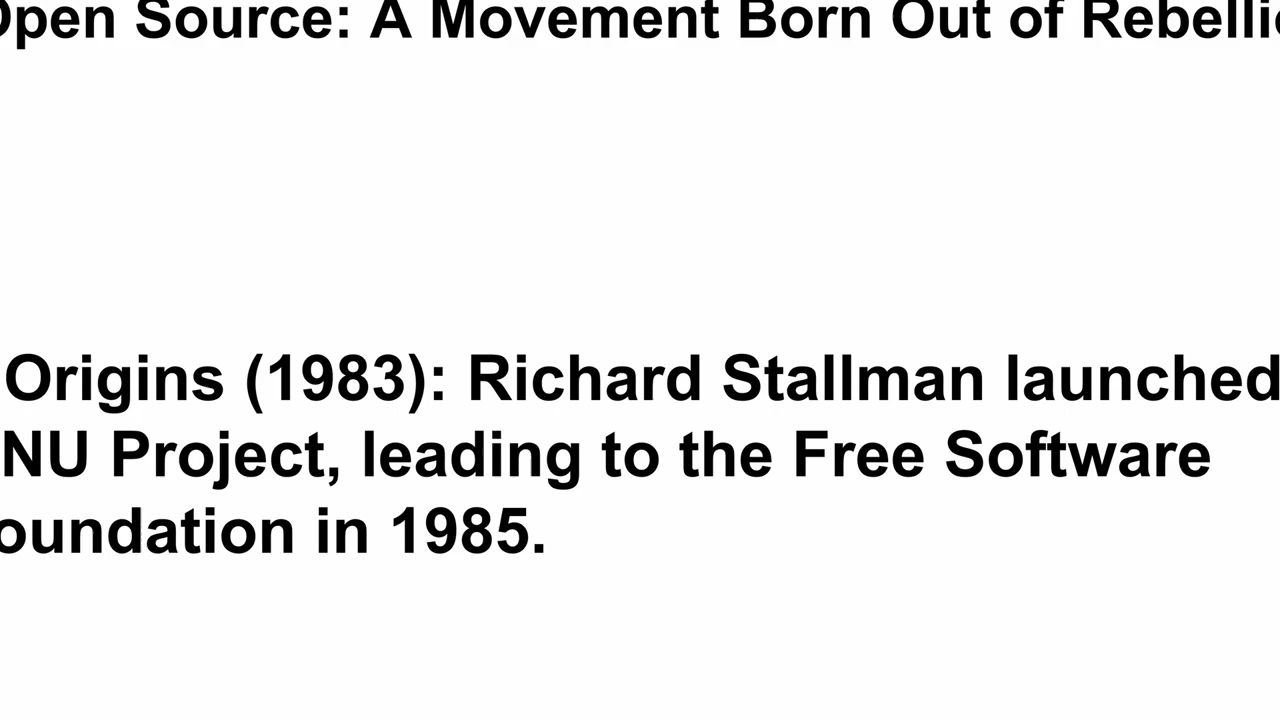 Open Source: A Movement Born Out of Rebellio
Origins (1983): Richard Stallman launched
NU Project, leading to the Free Software
oundation in 1985.